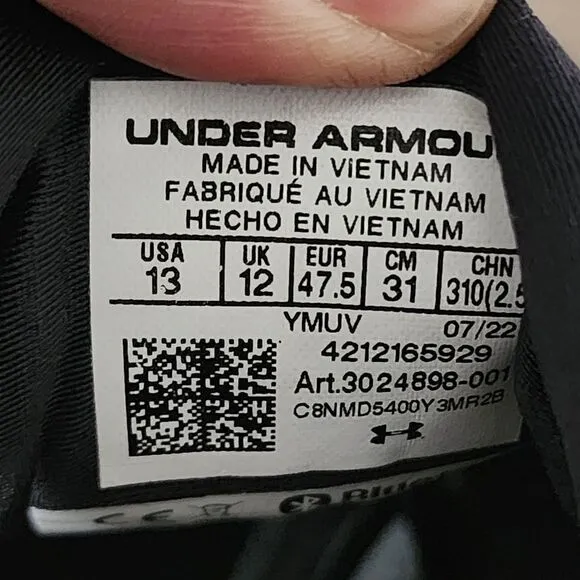 UNDER ARMOU
MADE IN VIETNAM
FABRIQUÉ AU VIETNAM
HECHO EN VIETNAM
USA UK EUR CM CHN
13 12 47.5 31 310(2.5
YMUV 07/22
4212165929
Art.3024898-001
C8NMD5400Y3MR2B
CE